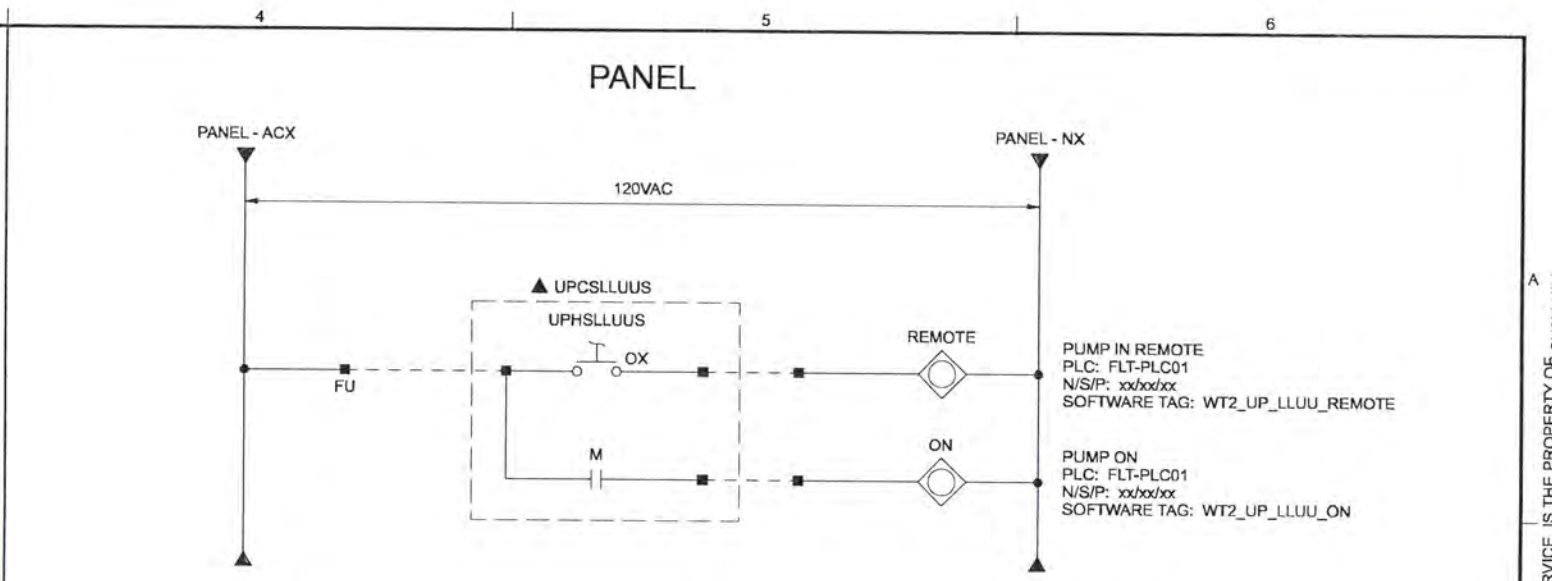 4
5
6
PANEL
PANEL - ACX
PANEL - NX
120VAC
A
▲ UPCSLLUUS
UPHSLLUUS
OX
REMOTE
FU
PUMP IN REMOTE
PLC: FLT-PLC01
N/S/P: xx/xx/xx
SOFTWARE TAG: WT2_UP_LLUU_REMOTE
M
ON
PUMP ON
PLC: FLT-PLC01
N/S/P: xx/xx/xx
SOFTWARE TAG: WT2_UP_LLUU_ON
IS THE PROPERTY OF